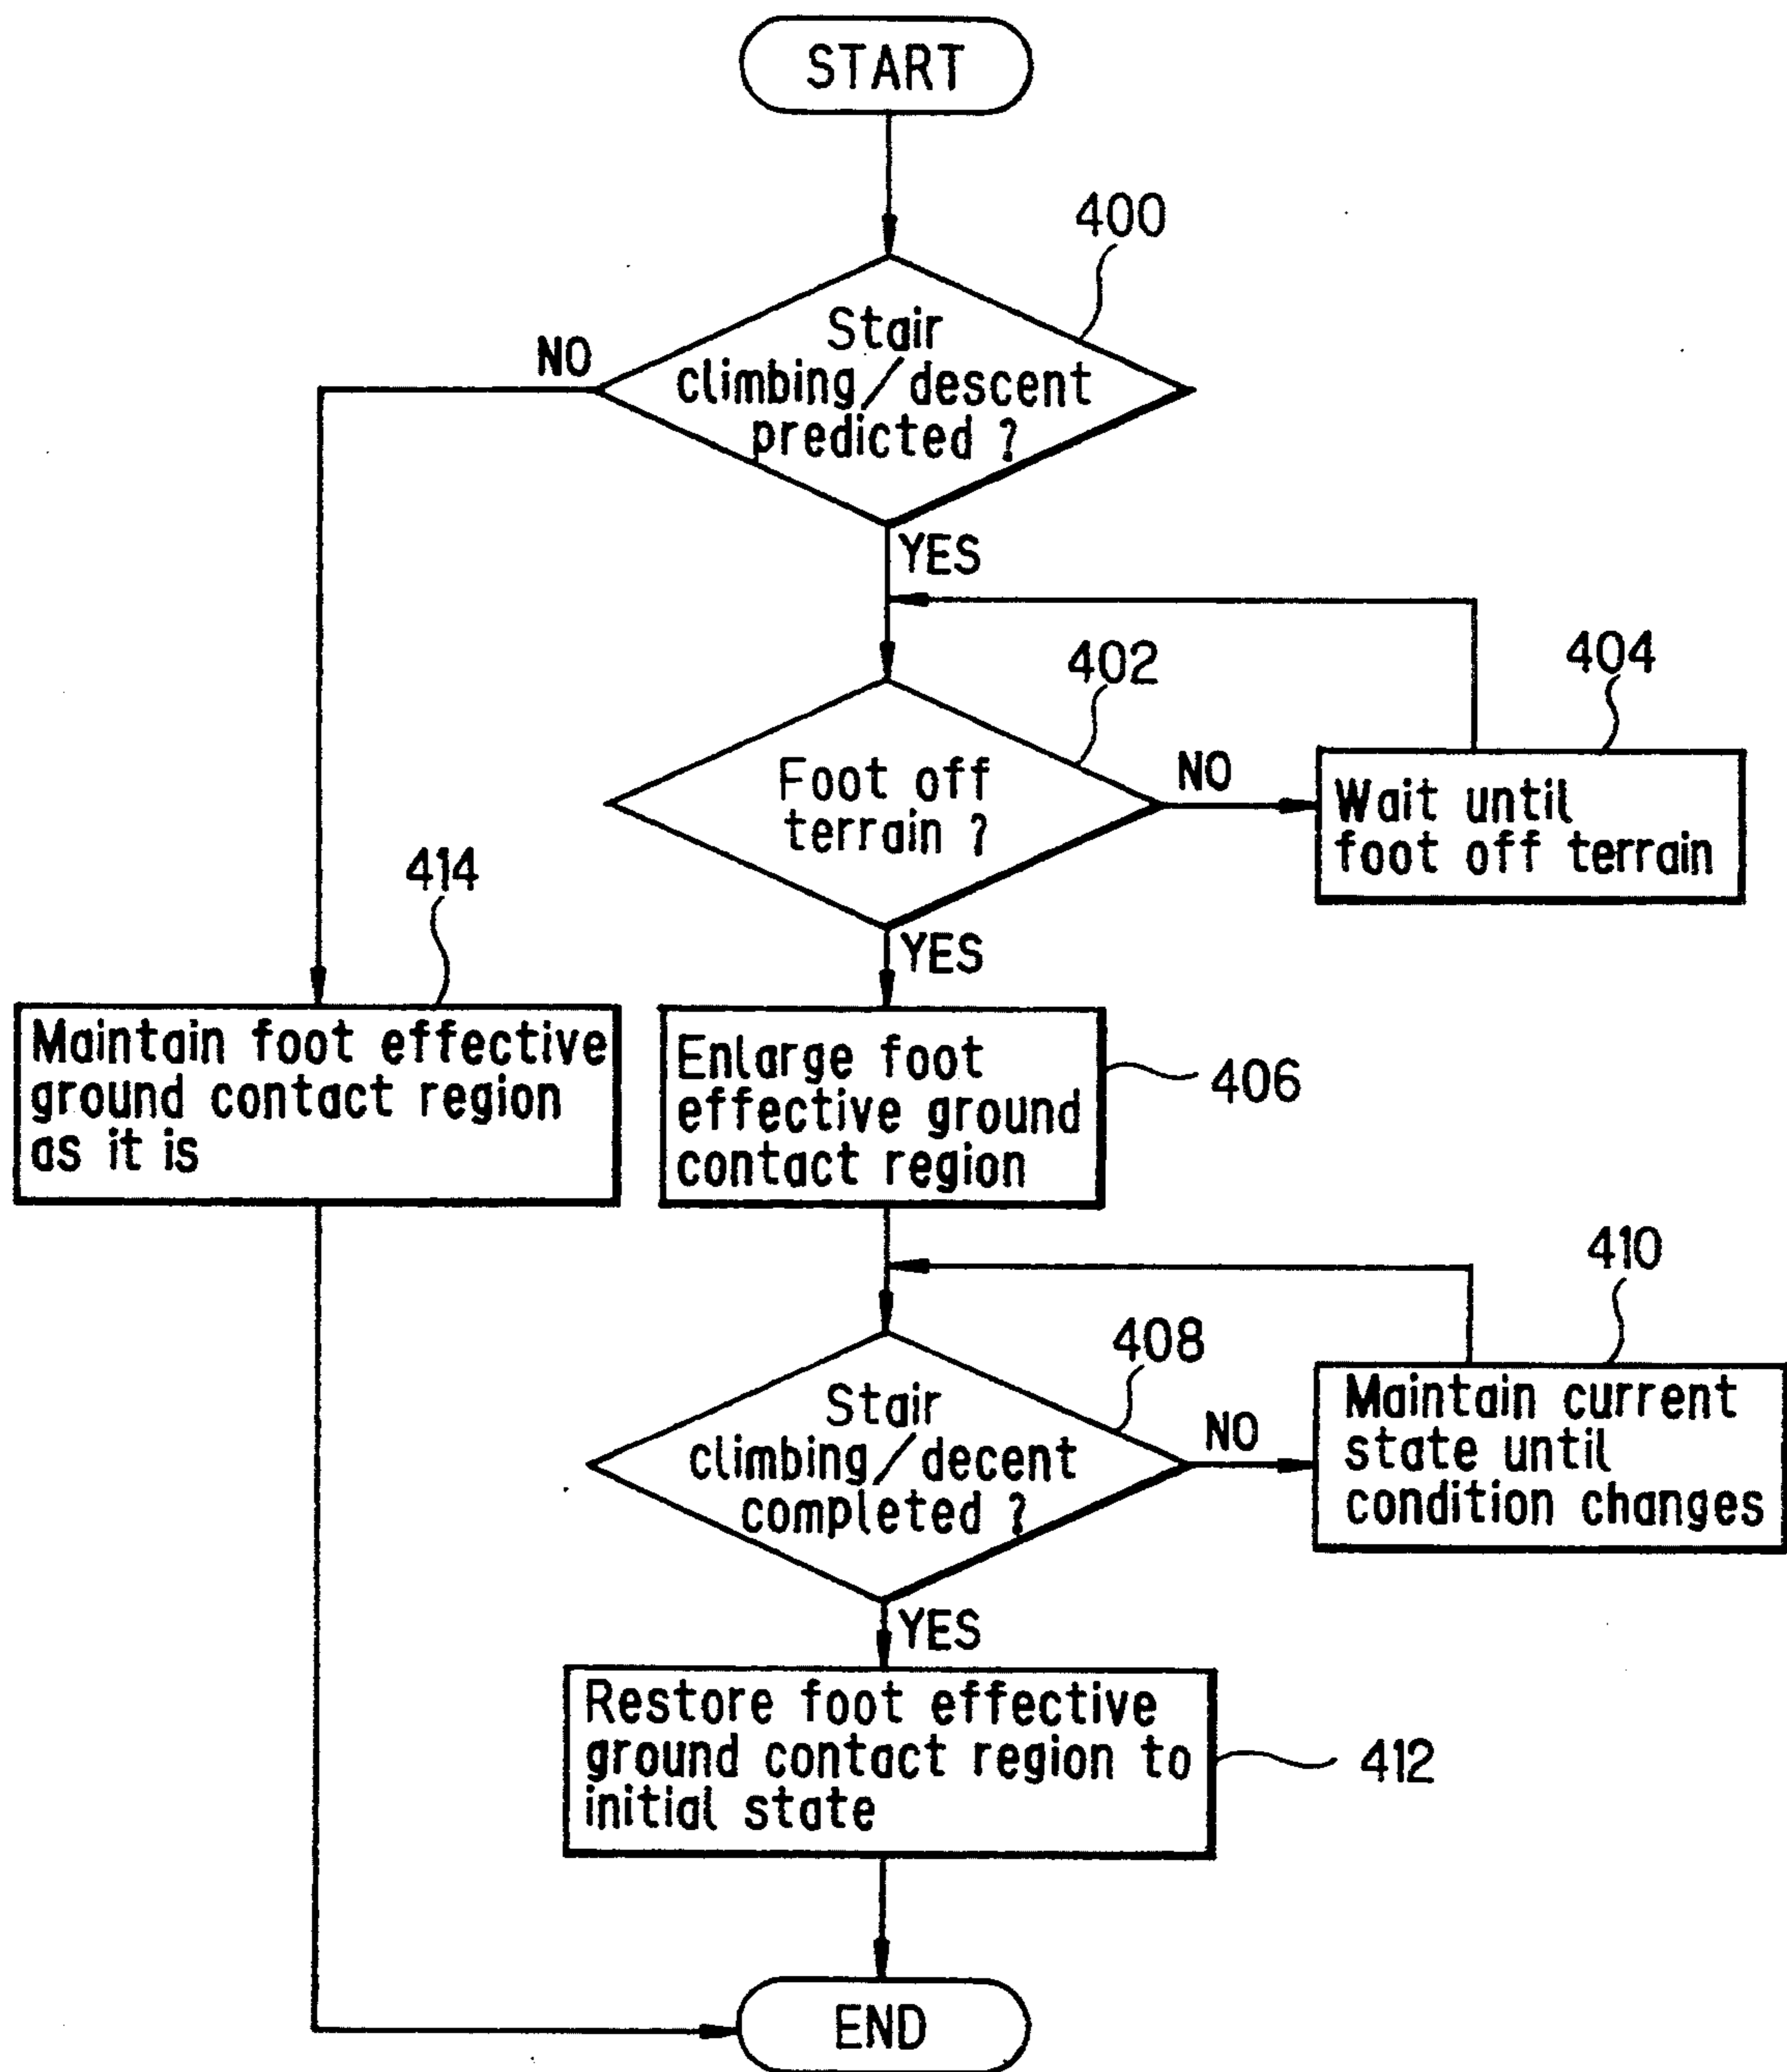 START
400
Stair
climbing/descent
predicted ?
NO
YES
402
404
Foot off
terrain ?
NO
Wait until
foot off terrain
414
YES
Maintain foot effective
ground contact region
as it is
Enlarge foot
effective ground
contact region
406
410
408
Stair
climbing/decent
completed ?
NO
Maintain current
state until
condition changes
YES
Restore foot effective
ground contact region to
initial state
412
END